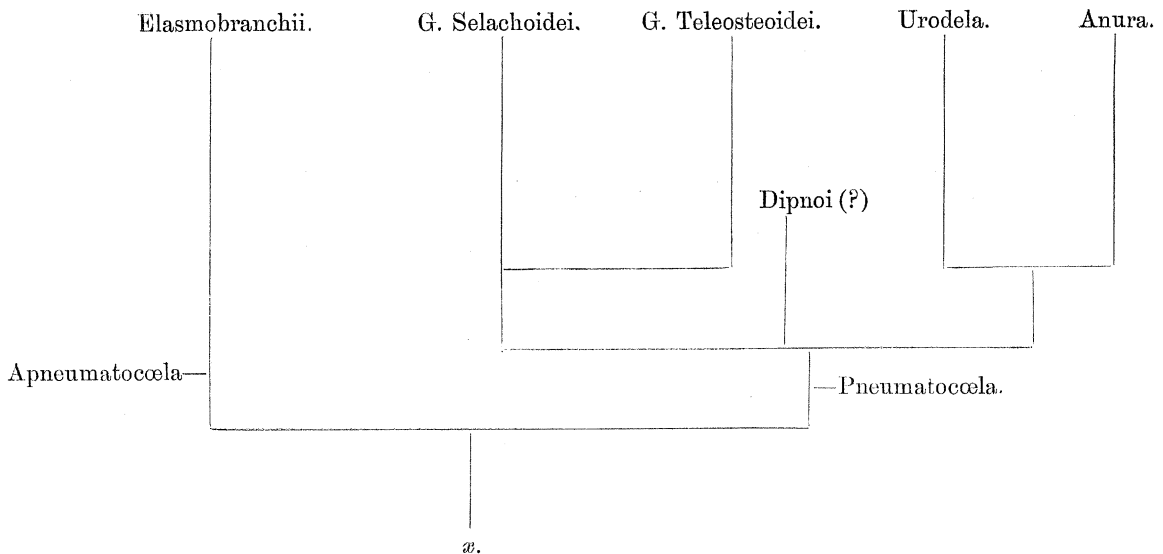 Elasmobranchii. G. Selachoidei. G. Teleosteoidei. Urodela. Anura.
Dipnoi (?)
Apneumatocœla—
—Pneumatocœla.
x.